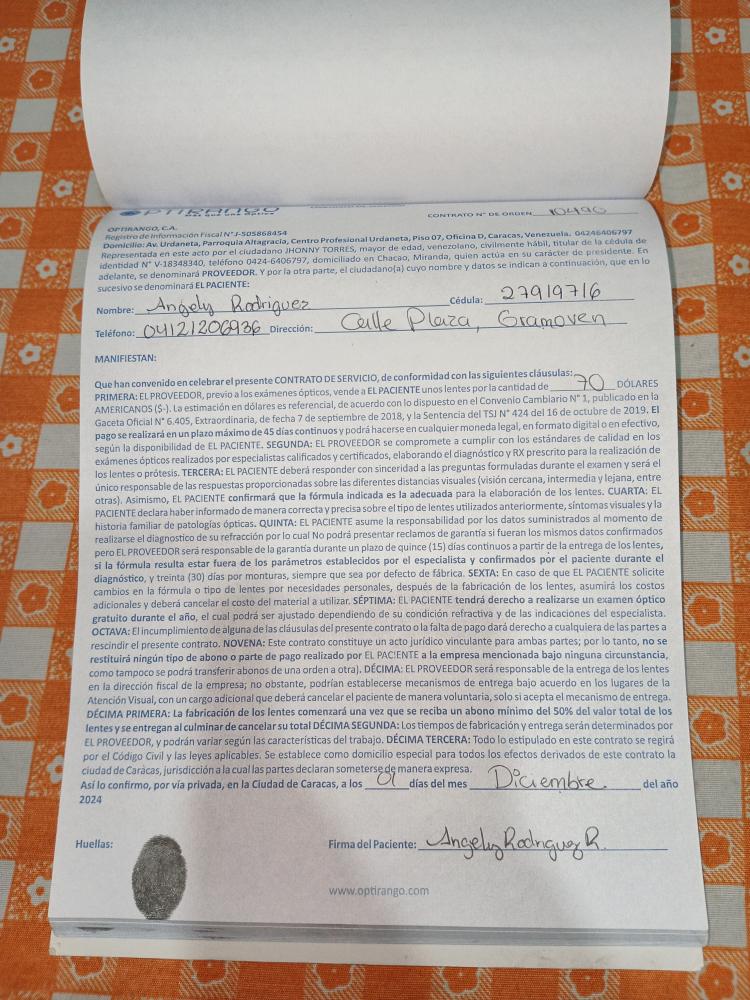 OPTIRANGO
CONTRATO N° DE ORDEN 10490
OPTIRANGO, C.A.
Registro de Información Fiscal N° J-505868454
Domicilio: Av. Urdaneta, Parroquia Altagracia, Centro Profesional Urdaneta, Piso 07, Oficina D, Caracas, Venezuela. 04246406797
Representada en este acto por el ciudadano JHONNY TORRES, mayor de edad, venezolano, civilmente hábil, titular de la cédula de
identidad N° V-18348340, teléfono 0424-6406797, domiciliado en Chacao, Miranda, quien actúa en su carácter de presidente. En
adelante, se denominará PROVEEDOR. Y por la otra parte, el ciudadano(a) cuyo nombre y datos se indican a continuación, que en lo
sucesivo se denominará EL PACIENTE:
Nombre: Angely Rodriguez Cédula: 27919716
Teléfono: 04121206936 Dirección: Calle Plaza, Gramoven
MANIFIESTAN:
Que han convenido en celebrar el presente CONTRATO DE SERVICIO, de conformidad con las siguientes cláusulas:
PRIMERA: EL PROVEEDOR, previo a los exámenes ópticos, vende a EL PACIENTE unos lentes por la cantidad de 70 DÓLARES
AMERICANOS ($-). La estimación en dólares es referencial, de acuerdo con lo dispuesto en el Convenio Cambiario N° 1, publicado en la
Gaceta Oficial N° 6.405, Extraordinaria, de fecha 7 de septiembre de 2018, y la Sentencia del TSJ N° 424 del 16 de octubre de 2019. El
pago se realizará en un plazo máximo de 45 días continuos y podrá hacerse en cualquier moneda legal, en formato digital o en efectivo,
según la disponibilidad de EL PACIENTE. SEGUNDA: EL PROVEEDOR se compromete a cumplir con los estándares de calidad en los
exámenes ópticos realizados por especialistas calificados y certificados, elaborando el diagnóstico y RX prescrito para la realización de
los lentes o prótesis. TERCERA: EL PACIENTE deberá responder con sinceridad a las preguntas formuladas durante el examen y será el
único responsable de las respuestas proporcionadas sobre las diferentes distancias visuales (visión cercana, intermedia y lejana, entre
otras). Asimismo, EL PACIENTE confirmará que la fórmula indicada es la adecuada para la elaboración de los lentes. CUARTA: EL
PACIENTE declara haber informado de manera correcta y precisa sobre el tipo de lentes utilizados anteriormente, síntomas visuales y la
historia familiar de patologías ópticas. QUINTA: EL PACIENTE asume la responsabilidad por los datos suministrados al momento de
realizarse el diagnostico de su refracción por lo cual No podrá presentar reclamos de garantía si fueran los mismos datos confirmados
pero EL PROVEEDOR será responsable de la garantía durante un plazo de quince (15) días continuos a partir de la entrega de los lentes,
si la fórmula resulta estar fuera de los parámetros establecidos por el especialista y confirmados por el paciente durante el
diagnóstico, y treinta (30) días por monturas, siempre que sea por defecto de fábrica. SEXTA: En caso de que EL PACIENTE solicite
cambios en la fórmula o tipo de lentes por necesidades personales, después de la fabricación de los lentes, asumirá los costos
adicionales y deberá cancelar el costo del material a utilizar. SÉPTIMA: EL PACIENTE tendrá derecho a realizarse un examen óptico
gratuito durante el año, el cual podrá ser ajustado dependiendo de su condición refractiva y de las indicaciones del especialista.
OCTAVA: El incumplimiento de alguna de las cláusulas del presente contrato o la falta de pago dará derecho a cualquiera de las partes a
rescindir el presente contrato. NOVENA: Este contrato constituye un acto jurídico vinculante para ambas partes; por lo tanto, no se
restituirá ningún tipo de abono o parte de pago realizado por EL PACIENTE a la empresa mencionada bajo ninguna circunstancia,
como tampoco se podrá transferir abonos de una orden a otra). DÉCIMA: EL PROVEEDOR será responsable de la entrega de los lentes
en la dirección fiscal de la empresa; no obstante, podrían establecerse mecanismos de entrega bajo acuerdo en los lugares de la
Atención Visual, con un cargo adicional que deberá cancelar el paciente de manera voluntaria, solo si acepta el mecanismo de entrega.
DÉCIMA PRIMERA: La fabricación de los lentes comenzará una vez que se reciba un abono mínimo del 50% del valor total de los
lentes y se entregan al culminar de cancelar su total DÉCIMA SEGUNDA: Los tiempos de fabricación y entrega serán determinados por
EL PROVEEDOR, y podrán variar según las características del trabajo. DÉCIMA TERCERA: Todo lo estipulado en este contrato se regirá
por el Código Civil y las leyes aplicables. Se establece como domicilio especial para todos los efectos derivados de este contrato la
ciudad de Caracas, jurisdicción a la cual las partes declaran someterse de manera expresa.
Así lo confirmo, por vía privada, en la Ciudad de Caracas, a los días del mes Diciembre. del año
2024
Huellas:
Firma del Paciente: Angely Rodriguez R.
www.optirango.com